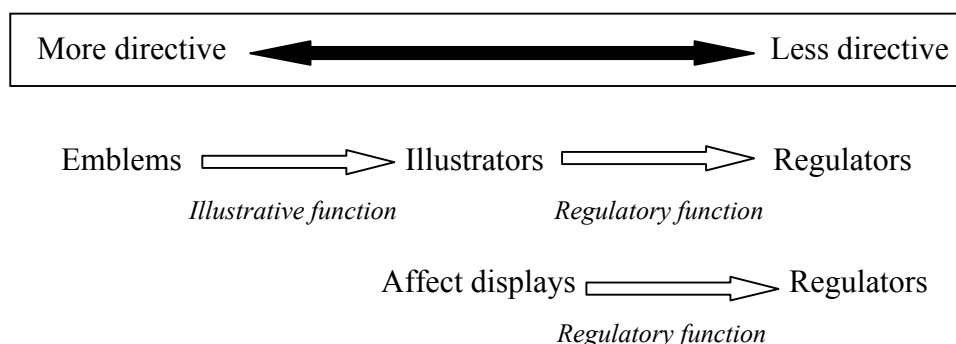 More directive Less directive
Emblems Illustrators Regulators
Illustrative function Regulatory function
Affect displays Regulators
Regulatory function